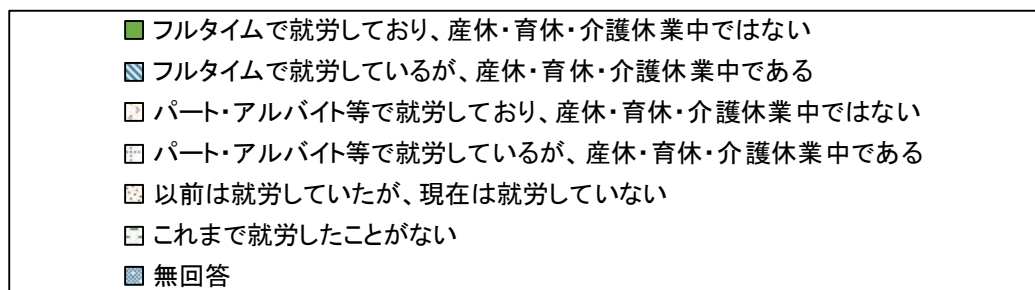 フルタイムで就労しており、産休・育休・介護休業中ではない
フルタイムで就労しているが、産休・育休・介護休業中である
パート・アルバイト等で就労しており、産休・育休・介護休業中ではない
パート・アルバイト等で就労しているが、産休・育休・介護休業中である
以前は就労していたが、現在は就労していない
これまで就労したことがない
無回答